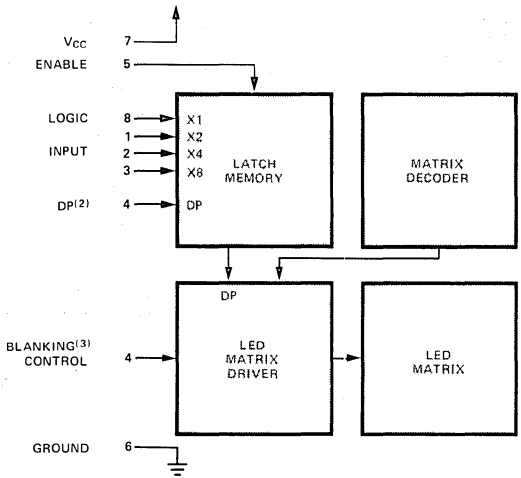 VCC 7
ENABLE 5
LOGIC 8 X1
1 X2
INPUT 2 X4
3 X8
DP(2) 4 DP
LATCH
MEMORY
MATRIX
DECODER
DP
BLANKING(3)
CONTROL 4
LED
MATRIX
DRIVER
LED
MATRIX
GROUND 6